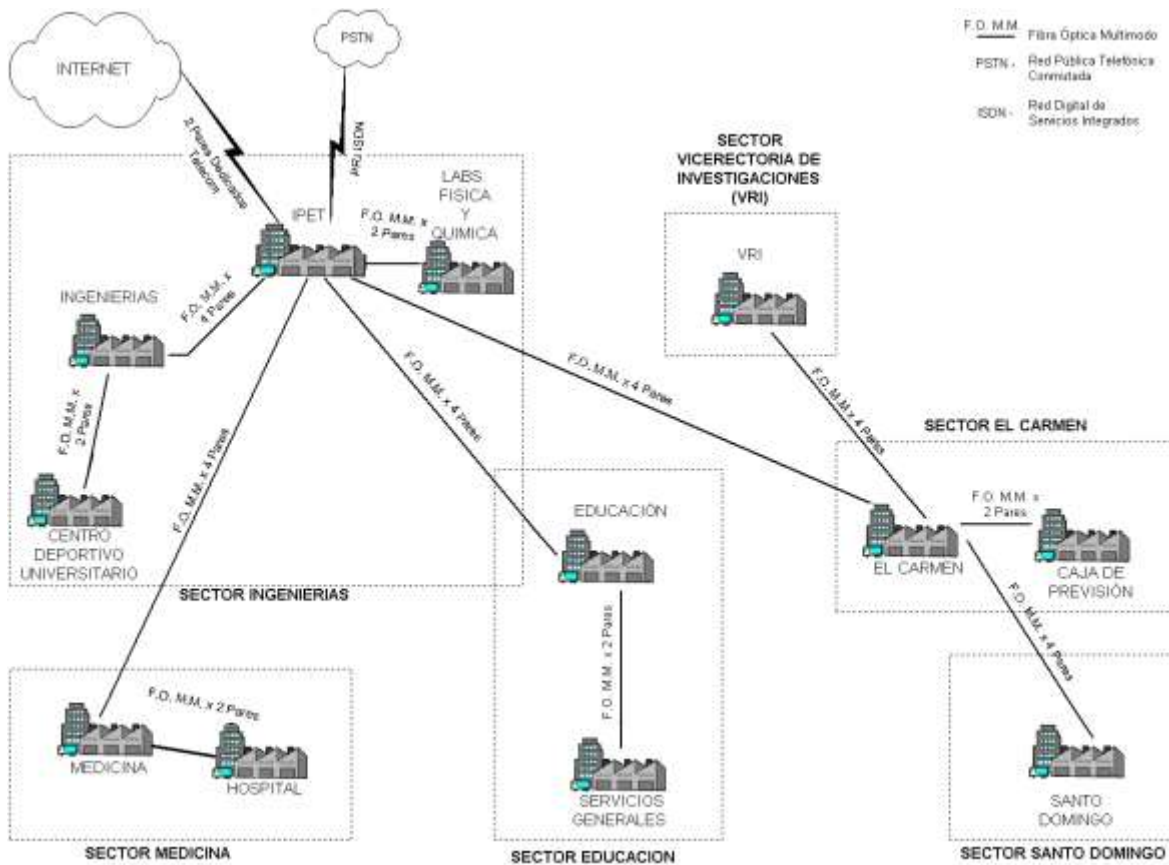 INTERNET
PSTN
F.O. M.M.
Fibra Óptica Multimodo
PSTN -
Red Pública Telefónica
Conmutada
ISDN -
Red Digital de
Servicios Integrados
2 Pares Dedicados
Telecom
SECTOR
VICERECTORIA DE
INVESTIGACIONES
(VRI)
LABS.
FISICA
Y
QUIMICA
IPET
F.O. M.M. x
2 Pares
VRI
INGENIERIAS
F.O. M.M. x
4 Pares
F.O. M.M. x 4 Pares
F.O. M.M. x 4 Pares
F.O. M.M x 4 Pares
SECTOR EL CARMEN
F.O. M.M. x
2 Pares
F.O. M.M. x 4 Pares
EDUCACIÓN
F.O. M.M. x
2 Pares
CENTRO
DEPORTIVO
UNIVERSITARIO
EL CARMEN
CAJA DE
PREVISIÓN
SECTOR INGENIERIAS
F.O. M.M. x 4 Pares
F.O. M.M. x 2 Pares
F.O. M.M. x 2 Pares
MEDICINA
HOSPITAL
SERVICIOS
GENERALES
SANTO
DOMINGO
SECTOR MEDICINA
SECTOR EDUCACION
SECTOR SANTO DOMINGO